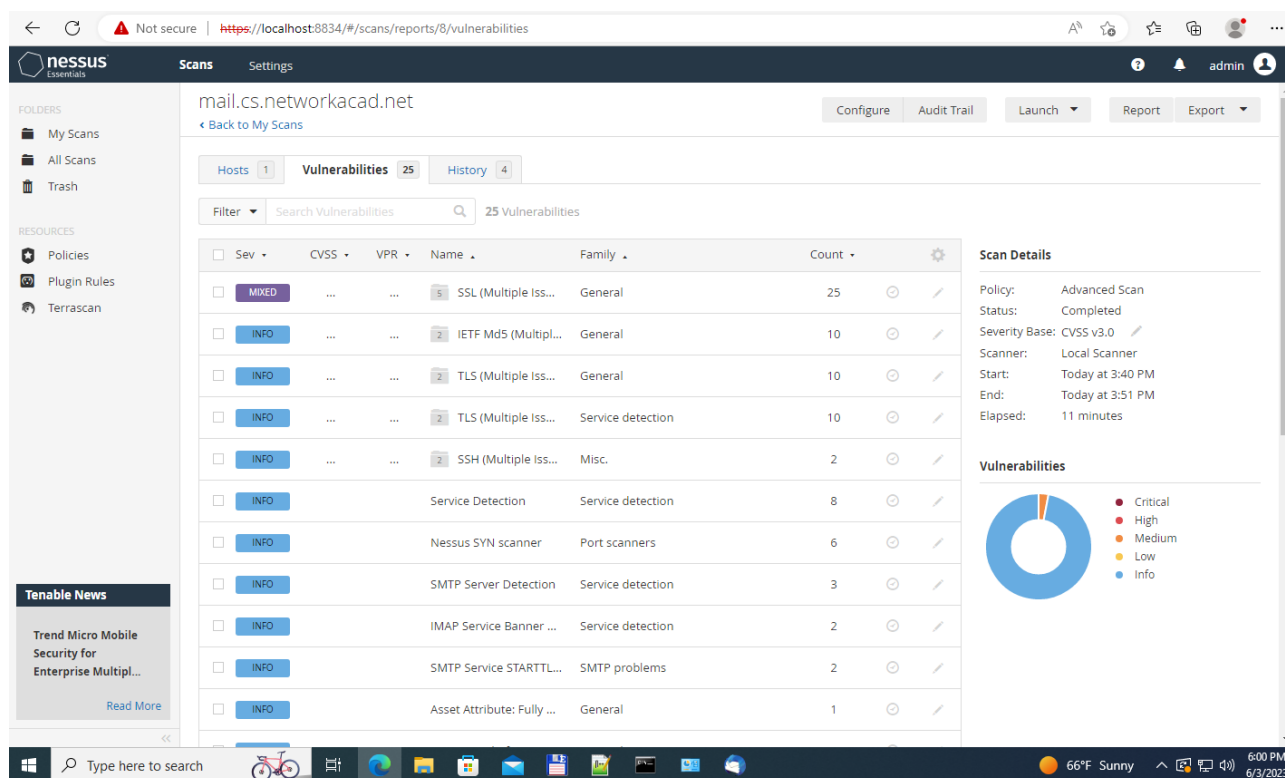 Not secure | https://localhost:8834/#/scans/reports/8/vulnerabilities
nessus
Essentials
Scans Settings
admin
FOLDERS
My Scans
All Scans
Trash
RESOURCES
Policies
Plugin Rules
Terrascan
Tenable News
Trend Micro Mobile
Security for
Enterprise Multipl...
Read More
mail.cs.networkacad.net
Back to My Scans
Configure Audit Trail Launch Report Export
Hosts 1 Vulnerabilities 25 History 4
Filter Search Vulnerabilities 25 Vulnerabilities
Sev CVSS VPR Name Family Count
MIXED ... ... 5 SSL (Multiple Iss... General 25
INFO ... ... 2 IETF Md5 (Multipl... General 10
INFO ... ... 2 TLS (Multiple Iss... General 10
INFO ... ... 2 TLS (Multiple Iss... Service detection 10
INFO ... ... 2 SSH (Multiple Iss... Misc. 2
INFO Service Detection Service detection 8
INFO Nessus SYN scanner Port scanners 6
INFO SMTP Server Detection Service detection 3
INFO IMAP Service Banner ... Service detection 2
INFO SMTP Service STARTTL... SMTP problems 2
INFO Asset Attribute: Fully ... General 1
Scan Details
Policy: Advanced Scan
Status: Completed
Severity Base: CVSS v3.0
Scanner: Local Scanner
Start: Today at 3:40 PM
End: Today at 3:51 PM
Elapsed: 11 minutes
Vulnerabilities
Critical
High
Medium
Low
Info
Type here to search
66°F Sunny
6:00 PM